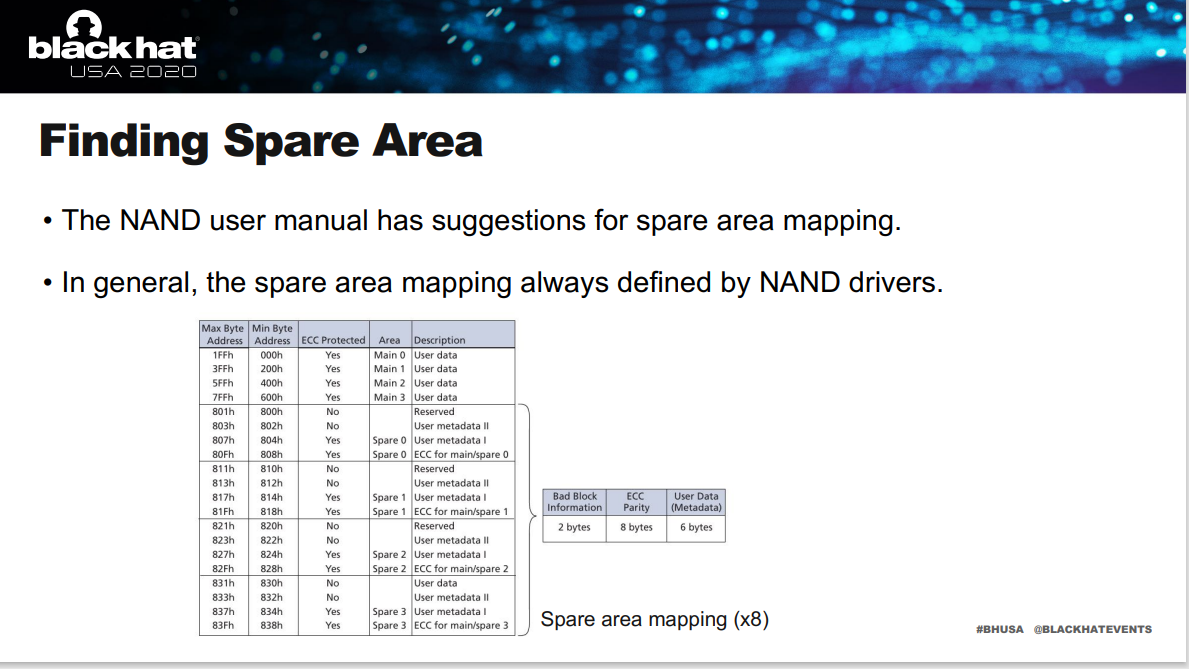 black hat
USA 2020
Finding Spare Area
• The NAND user manual has suggestions for spare area mapping.
• In general, the spare area mapping always defined by NAND drivers.
Max Byte Address Min Byte Address ECC Protected Area Description
1FFh 000h Yes Main 0 User data
3FFh 200h Yes Main 1 User data
5FFh 400h Yes Main 2 User data
7FFh 600h Yes Main 3 User data
801h 800h No Reserved
803h 802h No User metadata II
807h 804h Yes Spare 0 User metadata I
80Fh 808h Yes Spare 0 ECC for main/spare 0
811h 810h No Reserved
813h 812h No User metadata II
817h 814h Yes Spare 1 User metadata I
81Fh 818h Yes Spare 1 ECC for main/spare 1
821h 820h No Reserved
823h 822h No User metadata II
827h 824h Yes Spare 2 User metadata I
82Fh 828h Yes Spare 2 ECC for main/spare 2
831h 830h No User data
833h 832h No User metadata II
837h 834h Yes Spare 3 User metadata I
83Fh 838h Yes Spare 3 ECC for main/spare 3
Bad Block Information ECC Parity User Data (Metadata)
2 bytes 8 bytes 6 bytes
Spare area mapping (x8)
#BHUSA @BLACKHATEVENTS